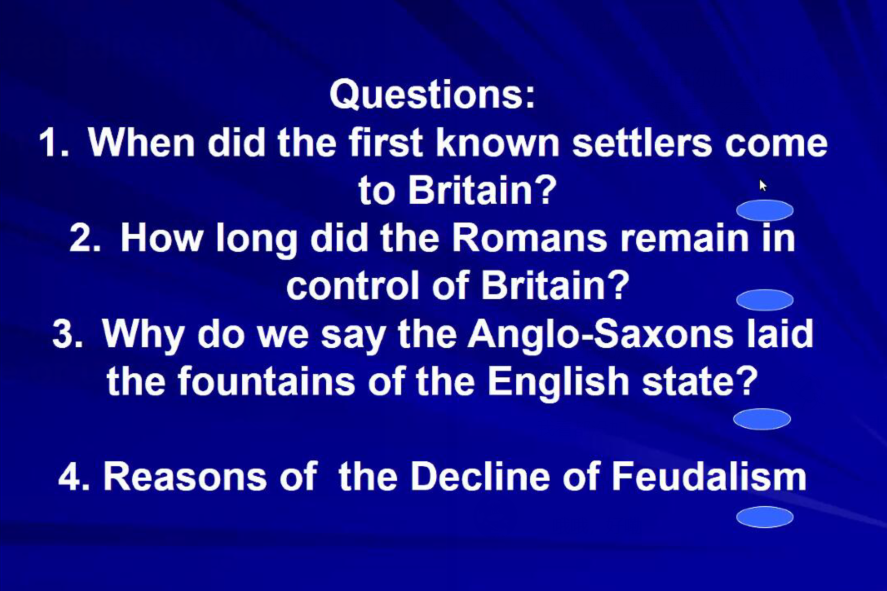 Questions:
1. When did the first known settlers come
to Britain?
2. How long did the Romans remain in
control of Britain?
3. Why do we say the Anglo-Saxons laid
the fountains of the English state?
4. Reasons of the Decline of Feudalism